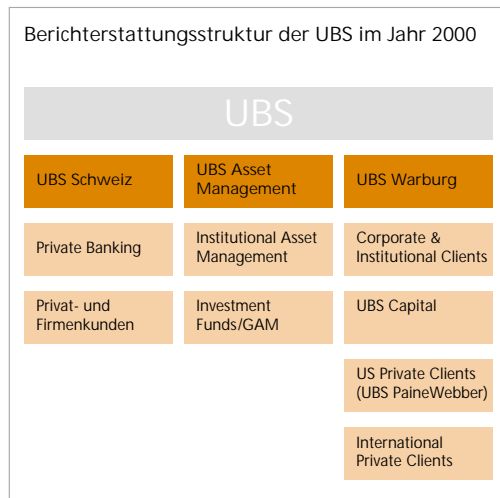 Berichterstattungsstruktur der UBS im Jahr 2000
UBS
UBS Schweiz
UBS Asset
Management
UBS Warburg
Private Banking
Institutional Asset
Management
Corporate &
Institutional Clients
Privat- und
Firmenkunden
Investment
Funds/GAM
UBS Capital
US Private Clients
(UBS PaineWebber)
International
Private Clients